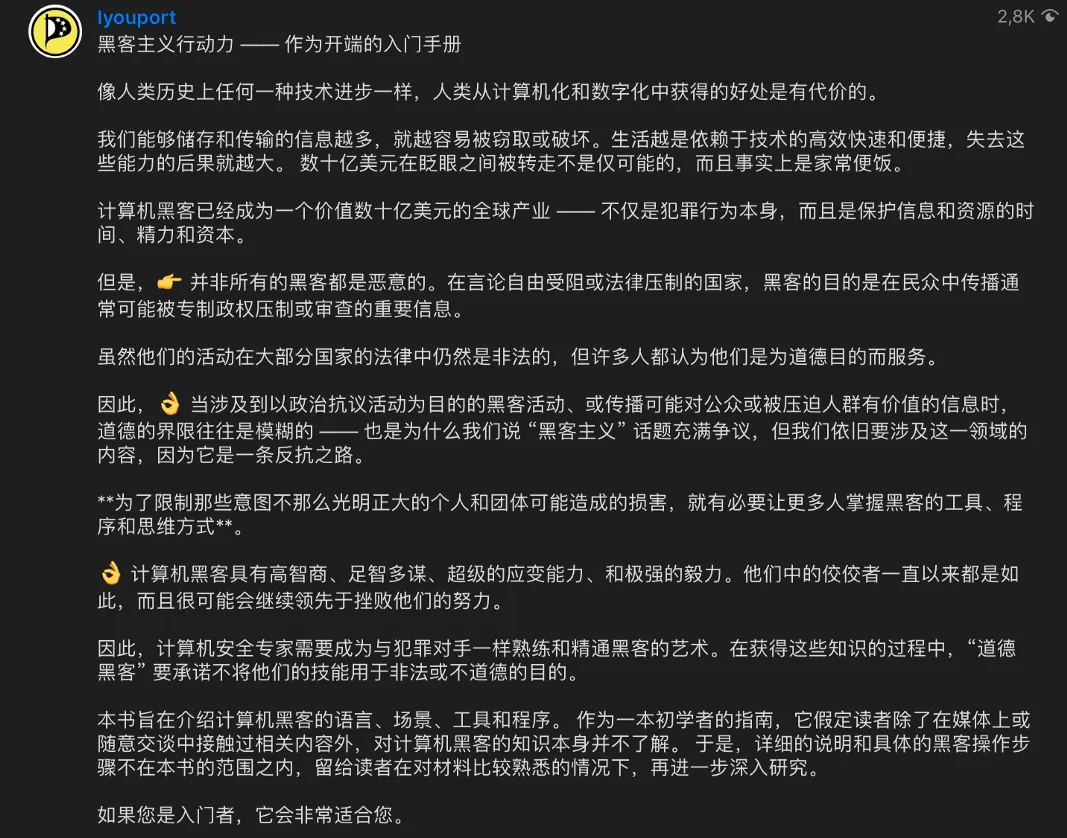 Iyouport
2,8K
黑客主义行动力 —— 作为开端的入门手册
像人类历史上任何一种技术进步一样，人类从计算机化和数字化中获得的好处是有代价的。
我们能够储存和传输的信息越多，就越容易被窃取或破坏。生活越是依赖于技术的高效快速和便捷，失去这
些能力的后果就越大。 数十亿美元在眨眼之间被转走不是仅可能的，而且事实上是家常便饭。
计算机黑客已经成为一个价值数十亿美元的全球产业 —— 不仅是犯罪行为本身，而且是保护信息和资源的时
间、精力和资本。
但是，👉 并非所有的黑客都是恶意的。在言论自由受阻或法律压制的国家，黑客的目的是在民众中传播通
常可能被专制政权压制或审查的重要信息。
虽然他们的活动在大部分国家的法律中仍然是非法的，但许多人都认为他们是为道德目的而服务。
因此，👌 当涉及到以政治抗议活动为目的的黑客活动、或传播可能对公众或被压迫人群有价值的信息时，
道德的界限往往是模糊的 —— 也是为什么我们说 “黑客主义” 话题充满争议，但我们依旧要涉及这一领域的
内容，因为它是一条反抗之路。
**为了限制那些意图不那么光明正大的个人和团体可能造成的损害，就有必要让更多人掌握黑客的工具、程
序和思维方式**。
👌 计算机黑客具有高智商、足智多谋、超级的应变能力、和极强的毅力。他们中的佼佼者一直以来都是如
此，而且很可能会继续领先于挫败他们的努力。
因此，计算机安全专家需要成为与犯罪对手一样熟练和精通黑客的艺术。在获得这些知识的过程中，“道德
黑客” 要承诺不将他们的技能用于非法或不道德的目的。
本书旨在介绍计算机黑客的语言、场景、工具和程序。 作为一本初学者的指南，它假定读者除了在媒体上或
随意交谈中接触过相关内容外，对计算机黑客的知识本身并不了解。 于是，详细的说明和具体的黑客操作步
骤不在本书的范围之内，留给读者在对材料比较熟悉的情况下，再进一步深入研究。
如果您是入门者，它会非常适合您。